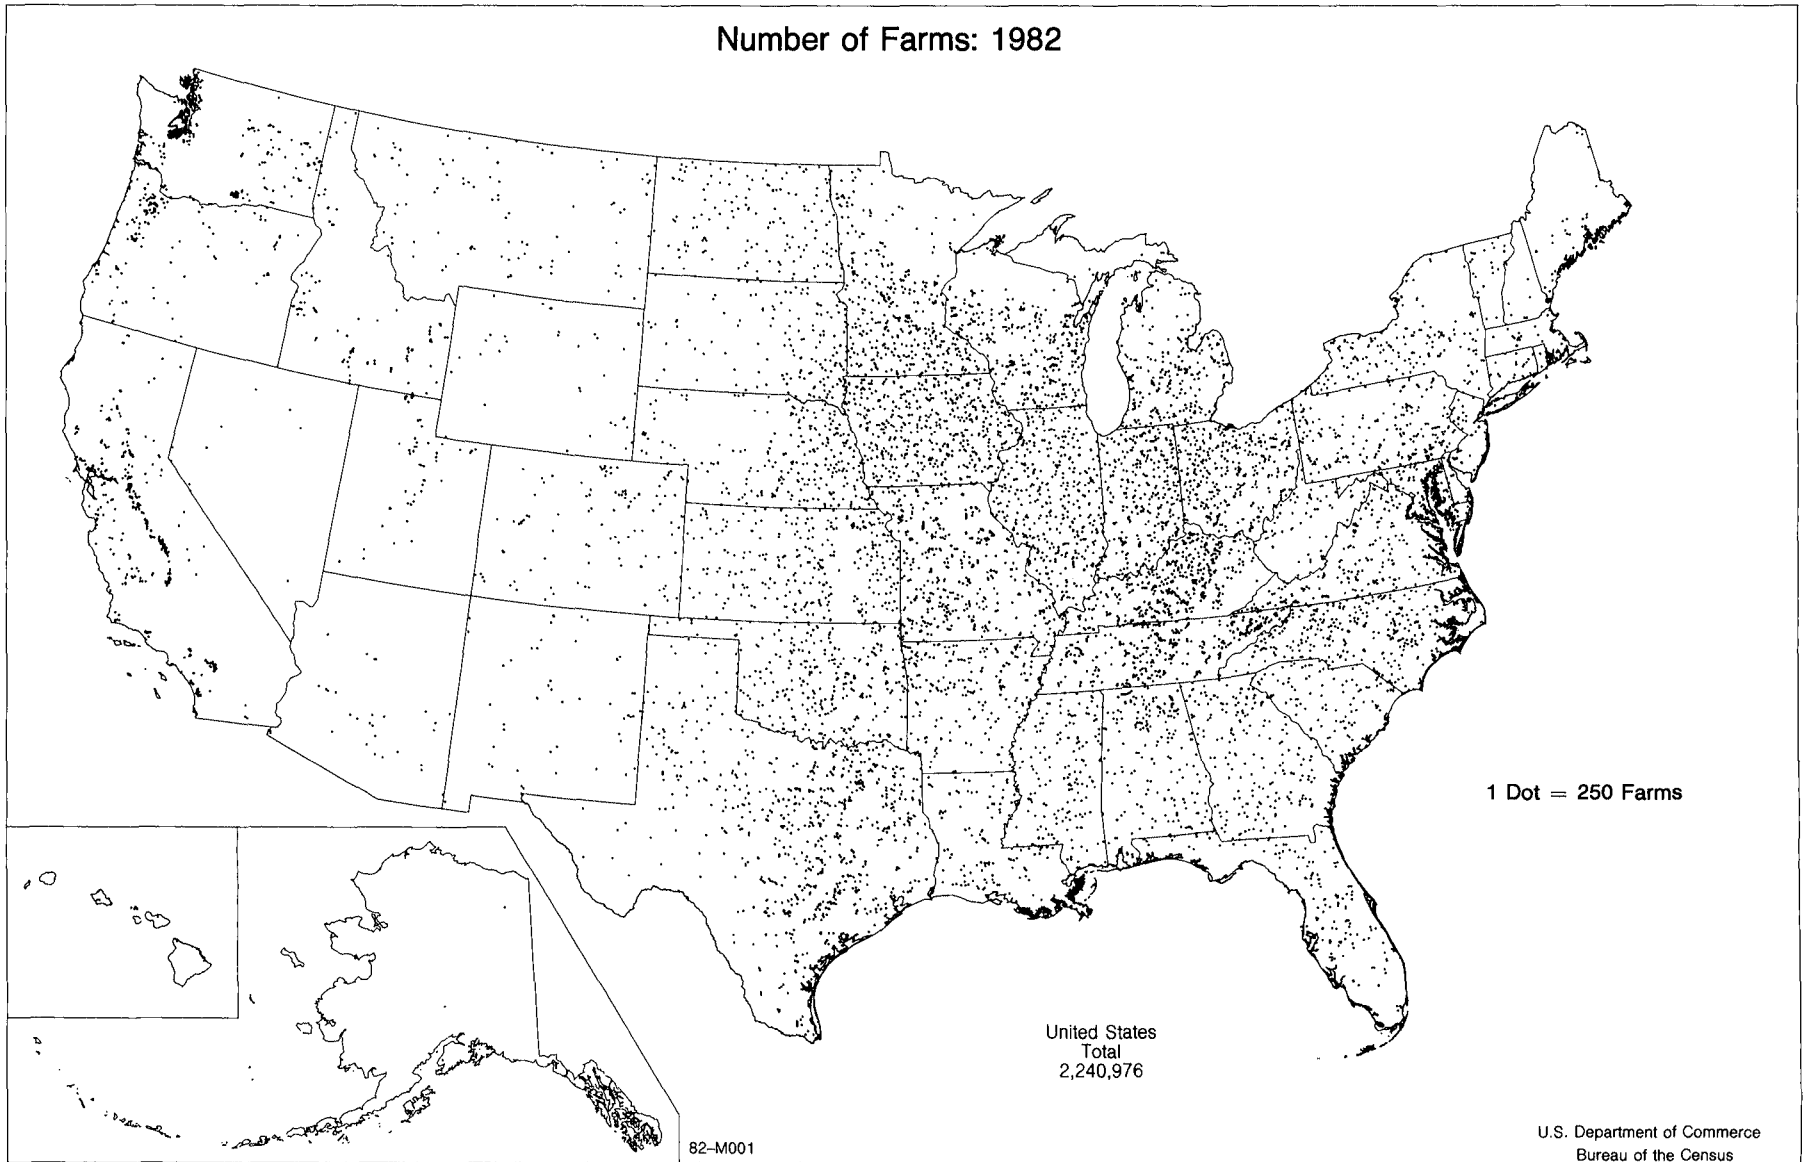 Number of Farms: 1982
1 Dot = 250 Farms
United States
Total
2,240,976
82-M001
U.S. Department of Commerce
Bureau of the Census